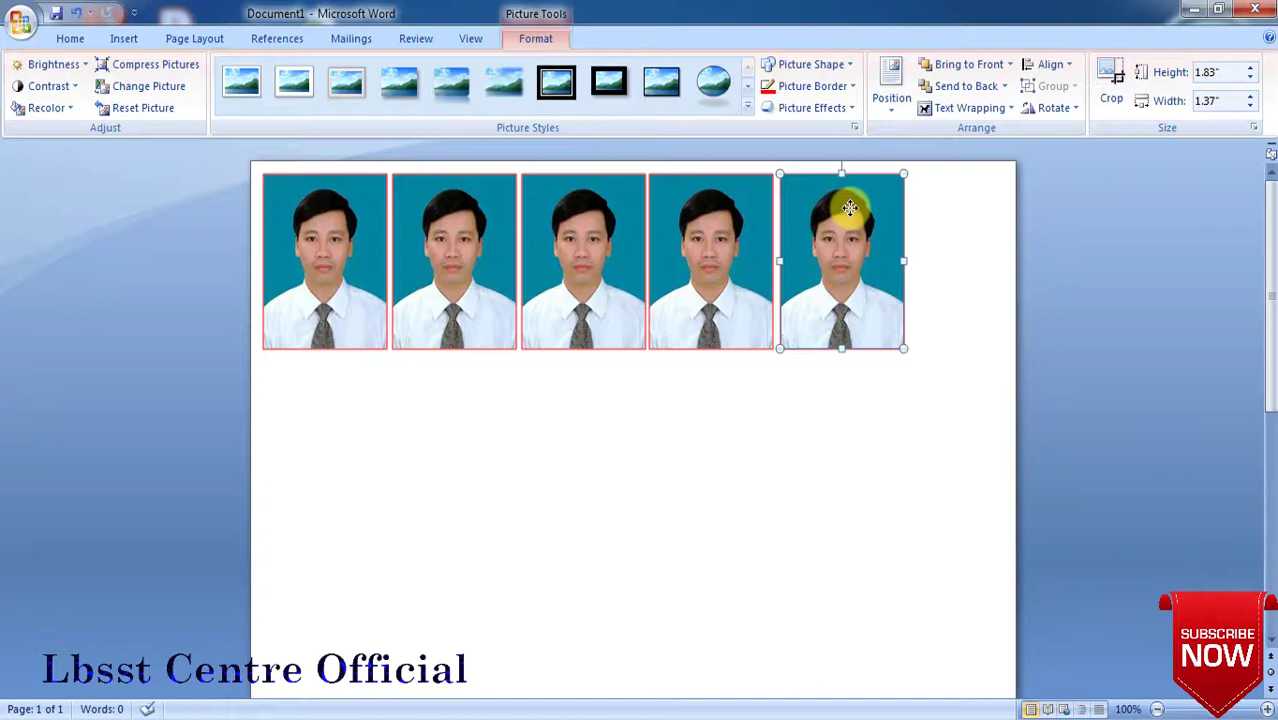 Document1 - Microsoft Word
Picture Tools
Home
Insert
Page Layout
References
Mailings
Review
View
Format
Brightness
Compress Pictures
Contrast
Change Picture
Recolor
Reset Picture
Adjust
Picture Styles
Picture Shape
Picture Border
Picture Effects
Position
Bring to Front
Send to Back
Text Wrapping
Align
Group
Rotate
Arrange
Crop
Height: 1.83"
Width: 1.37"
Size
SUBSCRIBE
NOW
Lbsst Centre Official
Page: 1 of 1
Words: 0
100%